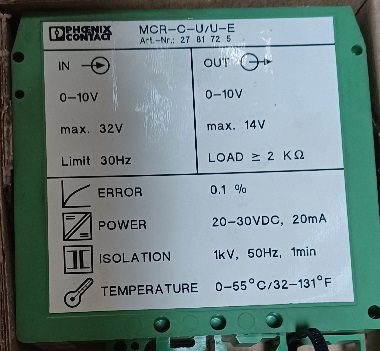 PHŒNIX CONTACT
MCR-C-U/U-E
Art.-Nr.: 27 81 72 5
IN
OUT
0-10V
0-10V
max. 32V
max. 14V
Limit 30Hz
LOAD ≥ 2 KΩ
ERROR 0.1 %
POWER 20-30VDC, 20mA
ISOLATION 1kV, 50Hz, 1min
TEMPERATURE 0-55°C/32-131°F